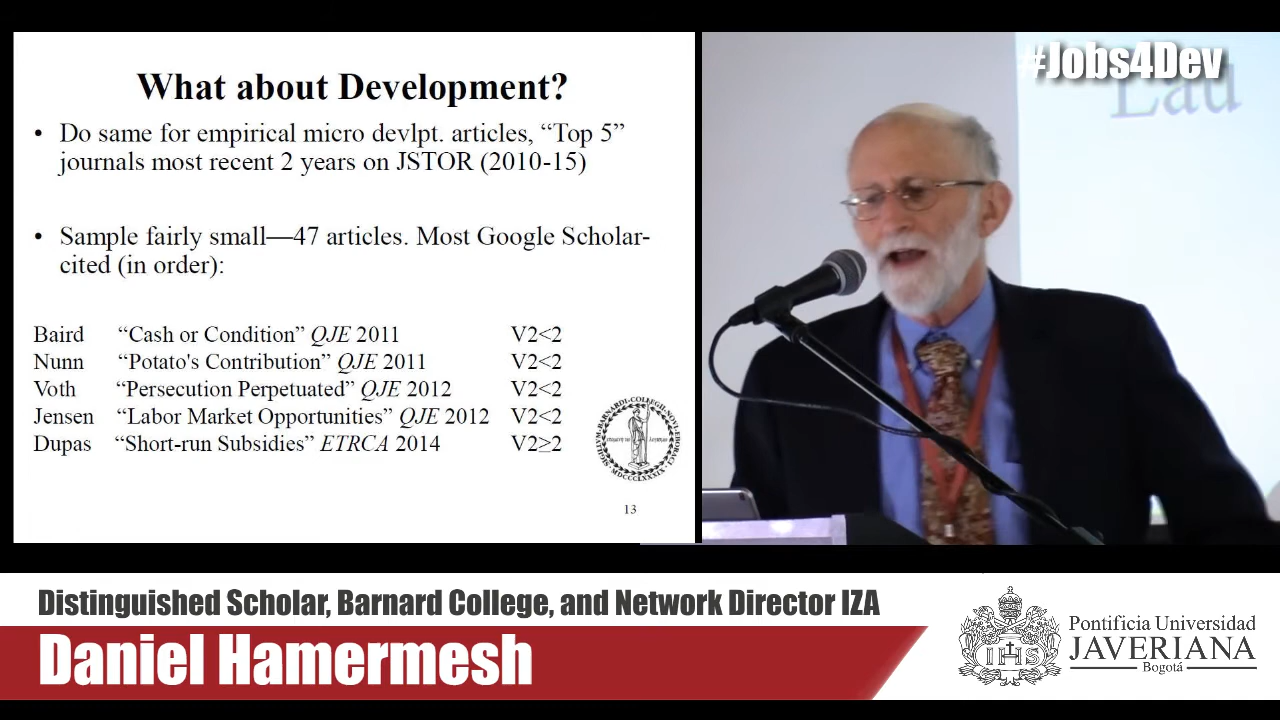 What about Development?
• Do same for empirical micro devlpt. articles, “Top 5”
journals most recent 2 years on JSTOR (2010-15)
• Sample fairly small—47 articles. Most Google Scholar-
cited (in order):
Baird “Cash or Condition” QJE 2011 V2<2
Nunn “Potato's Contribution” QJE 2011 V2<2
Voth “Persecution Perpetuated” QJE 2012 V2<2
Jensen “Labor Market Opportunities” QJE 2012 V2<2
Dupas “Short-run Subsidies” ETRCA 2014 V2≥2
13
#Jobs4Dev
Distinguished Scholar, Barnard College, and Network Director IZA
Daniel Hamermesh
IHS
Pontificia Universidad
JAVERIANA
Bogotá